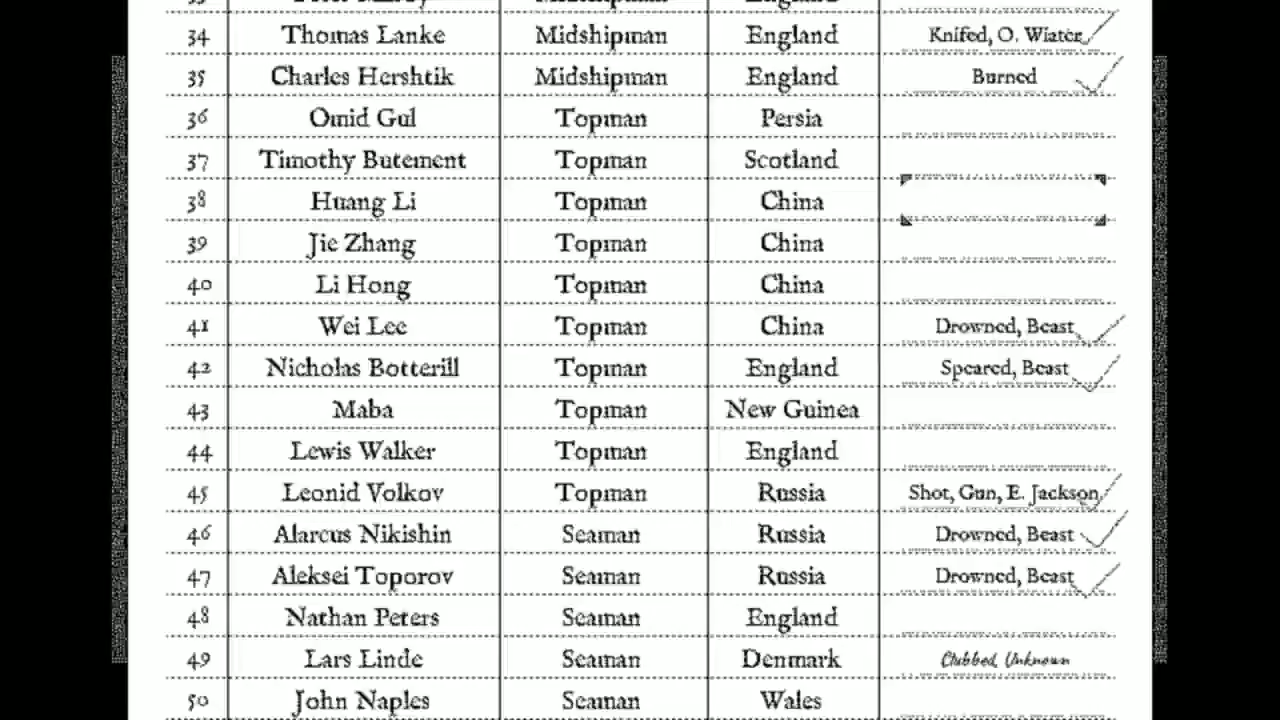 34 Thomas Lanke Midshipman England Knifed, O. Wiater
35 Charles Hershtik Midshipman England Burned
36 Omid Gul Topman Persia
37 Timothy Butement Topman Scotland
38 Huang Li Topman China
39 Jie Zhang Topman China
40 Li Hong Topman China
41 Wei Lee Topman China Drowned, Beast
42 Nicholas Botterill Topman England Speared, Beast
43 Maba Topman New Guinea
44 Lewis Walker Topman England
45 Leonid Volkov Topman Russia Shot, Gun, E. Jackson
46 Alarcus Nikishin Seaman Russia Drowned, Beast
47 Aleksei Toporov Seaman Russia Drowned, Beast
48 Nathan Peters Seaman England
49 Lars Linde Seaman Denmark Clubbed, Unknown
50 John Naples Seaman Wales